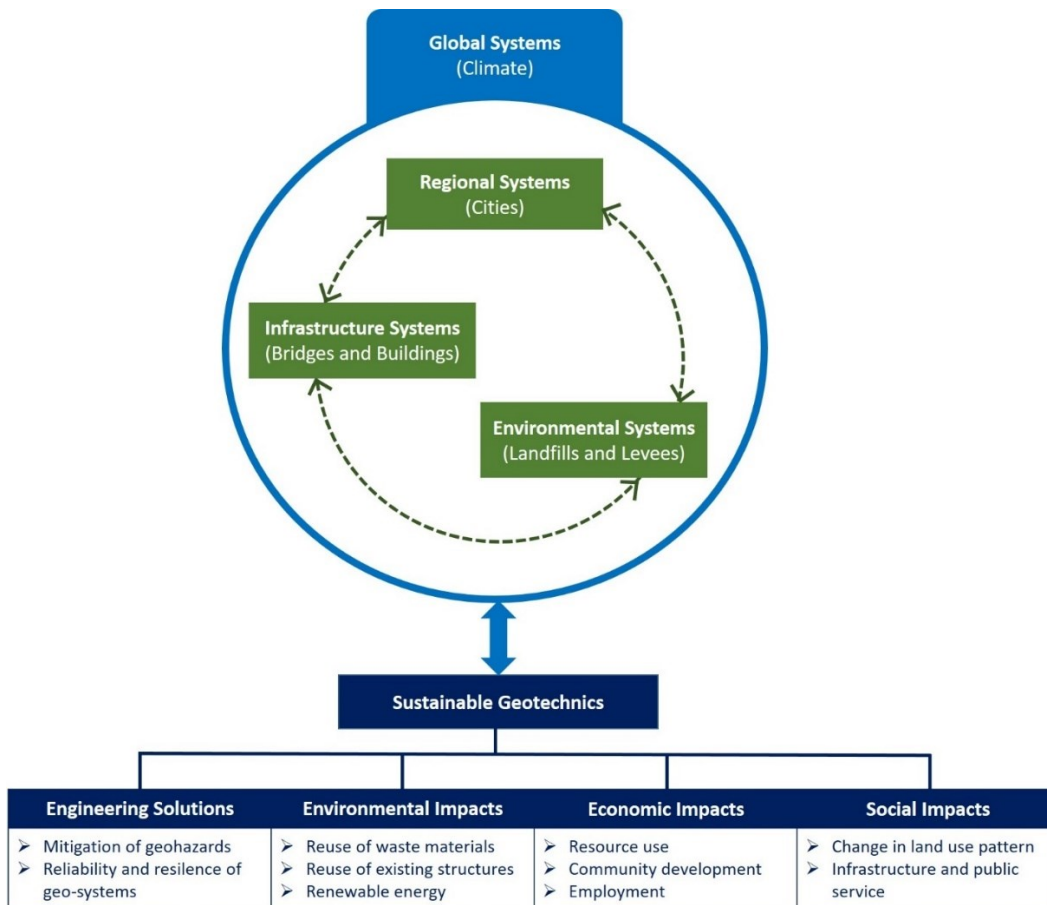 Global Systems
(Climate)
Regional Systems
(Cities)
Infrastructure Systems
(Bridges and Buildings)
Environmental Systems
(Landfills and Levees)
Sustainable Geotechnics
Engineering Solutions
Mitigation of geohazards
Reliability and resilence of
geo-systems
Environmental Impacts
Reuse of waste materials
Reuse of existing structures
Renewable energy
Economic Impacts
Resource use
Community development
Employment
Social Impacts
Change in land use pattern
Infrastructure and public
service